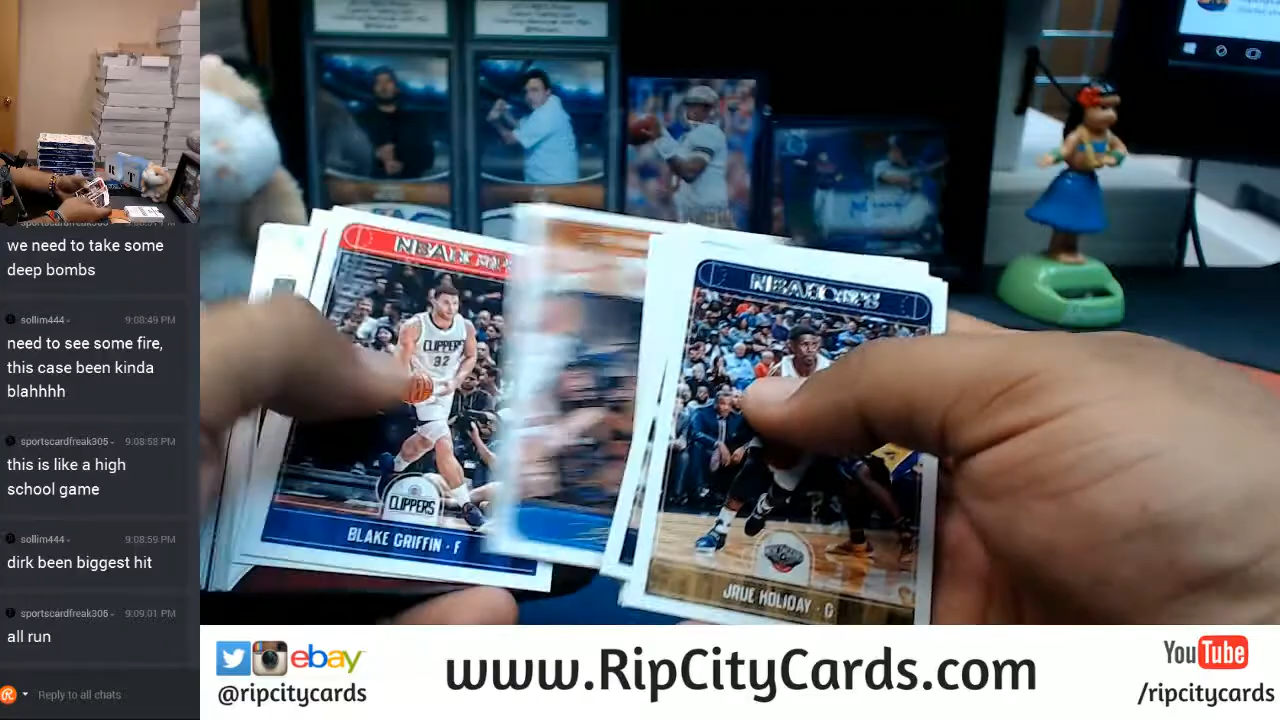 we need to take some
deep bombs
sollim444
9:08:49 PM
need to see some fire,
this case been kinda
blahhhh
sportscardfreak305
9:08:58 PM
this is like a high
school game
sollim444
9:08:59 PM
dirk been biggest hit
sportscardfreak305
9:09:01 PM
all run
Reply to all chats
NBA HOOPS
CLIPPERS
32
CLIPPERS
BLAKE GRIFFIN · F
NBA HOOPS
JRUE HOLIDAY · G
ebay
@ripcitycards
www.RipCityCards.com
YouTube
/ripcitycards